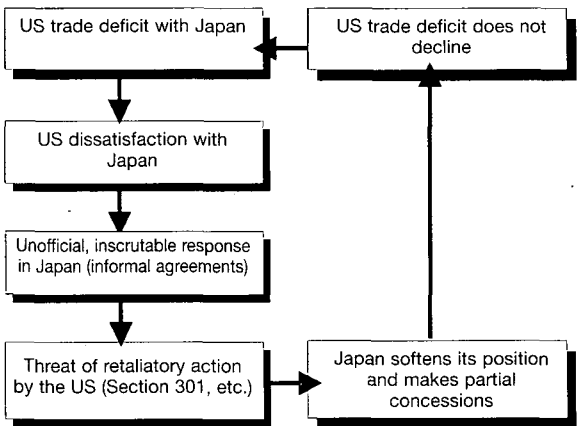 US trade deficit with Japan
US dissatisfaction with
Japan
Unofficial, inscrutable response
in Japan (informal agreements)
Threat of retaliatory action
by the US (Section 301, etc.)
Japan softens its position
and makes partial
concessions
US trade deficit does not
decline